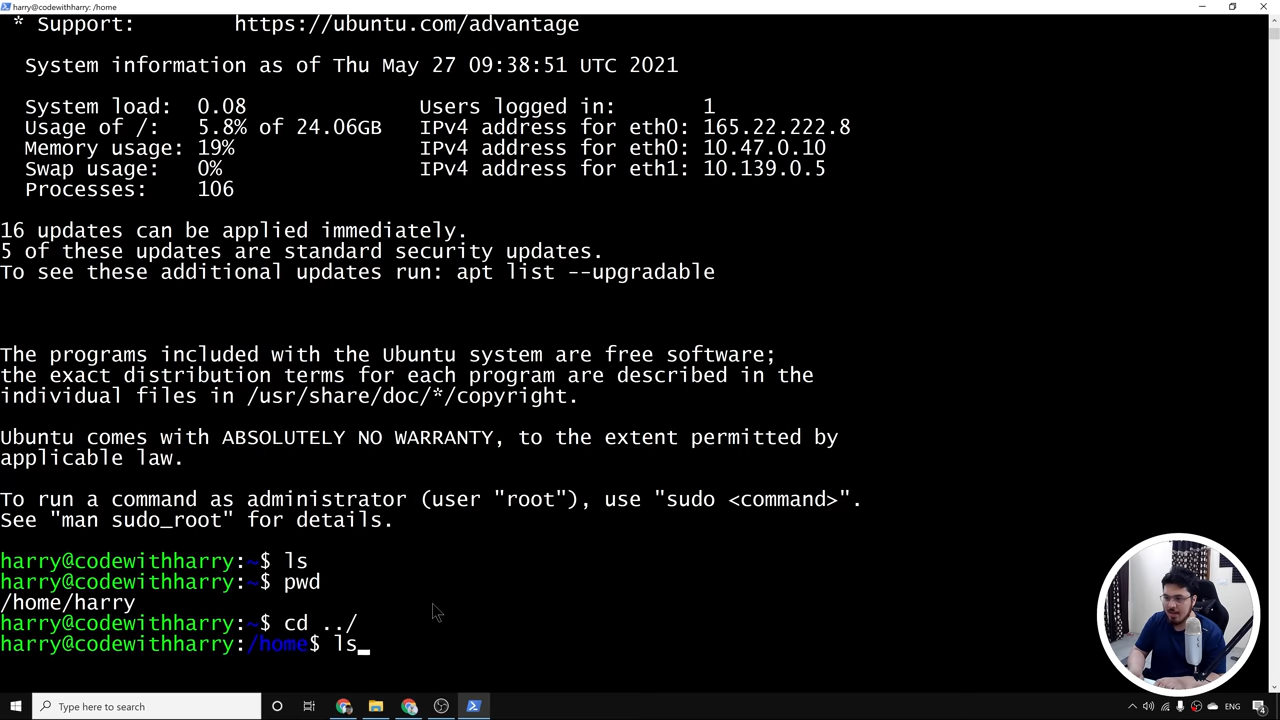 harry@codewithharry: /home
* Support: https://ubuntu.com/advantage
System information as of Thu May 27 09:38:51 UTC 2021
System load: 0.08 Users logged in: 1
Usage of /: 5.8% of 24.06GB IPv4 address for eth0: 165.22.222.8
Memory usage: 19% IPv4 address for eth0: 10.47.0.10
Swap usage: 0% IPv4 address for eth1: 10.139.0.5
Processes: 106
16 updates can be applied immediately.
5 of these updates are standard security updates.
To see these additional updates run: apt list --upgradable
The programs included with the Ubuntu system are free software;
the exact distribution terms for each program are described in the
individual files in /usr/share/doc/*/copyright.
Ubuntu comes with ABSOLUTELY NO WARRANTY, to the extent permitted by
applicable law.
To run a command as administrator (user "root"), use "sudo <command>".
See "man sudo_root" for details.
harry@codewithharry:~$ ls
harry@codewithharry:~$ pwd
/home/harry
harry@codewithharry:~$ cd ../
harry@codewithharry:/home$ ls_
Type here to search
ENG
4